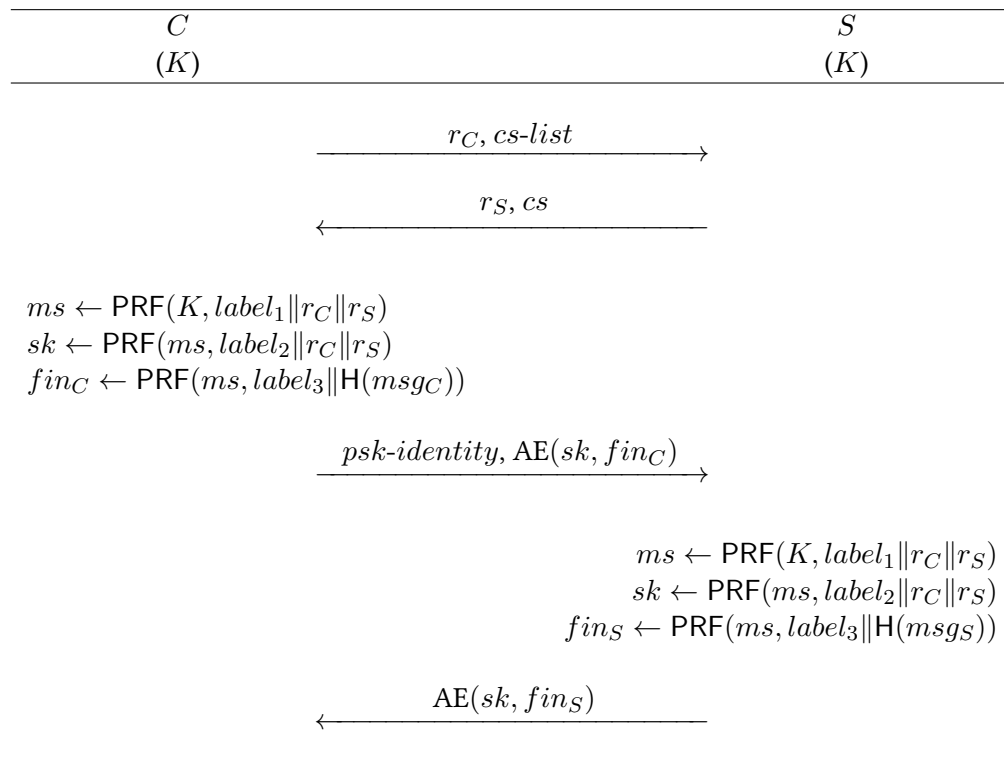 C S
(K) (K)
r_C, cs-list
r_S, cs
ms ← PRF(K, label_1∥r_C∥r_S)
sk ← PRF(ms, label_2∥r_C∥r_S)
fin_C ← PRF(ms, label_3∥H(msg_C))
psk-identity, AE(sk, fin_C)
ms ← PRF(K, label_1∥r_C∥r_S)
sk ← PRF(ms, label_2∥r_C∥r_S)
fin_S ← PRF(ms, label_3∥H(msg_S))
AE(sk, fin_S)